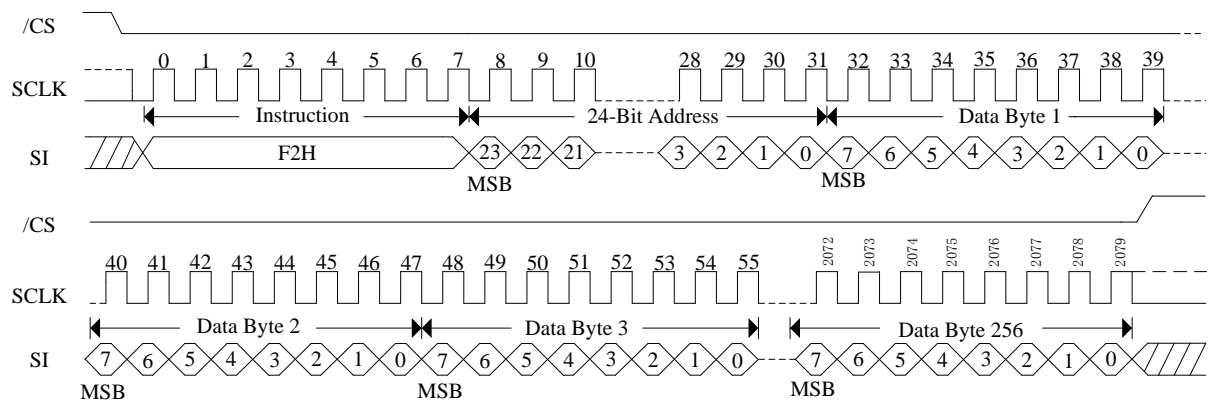 /CS
0 1 2 3 4 5 6 7 8 9 10 28 29 30 31 32 33 34 35 36 37 38 39
SCLK
Instruction 24-Bit Address Data Byte 1
SI F2H 23 22 21 3 2 1 0 7 6 5 4 3 2 1 0
MSB MSB
/CS
40 41 42 43 44 45 46 47 48 49 50 51 52 53 54 55 2072 2073 2074 2075 2076 2077 2078 2079
SCLK
Data Byte 2 Data Byte 3 Data Byte 256
SI 7 6 5 4 3 2 1 0 7 6 5 4 3 2 1 0 7 6 5 4 3 2 1 0
MSB MSB MSB